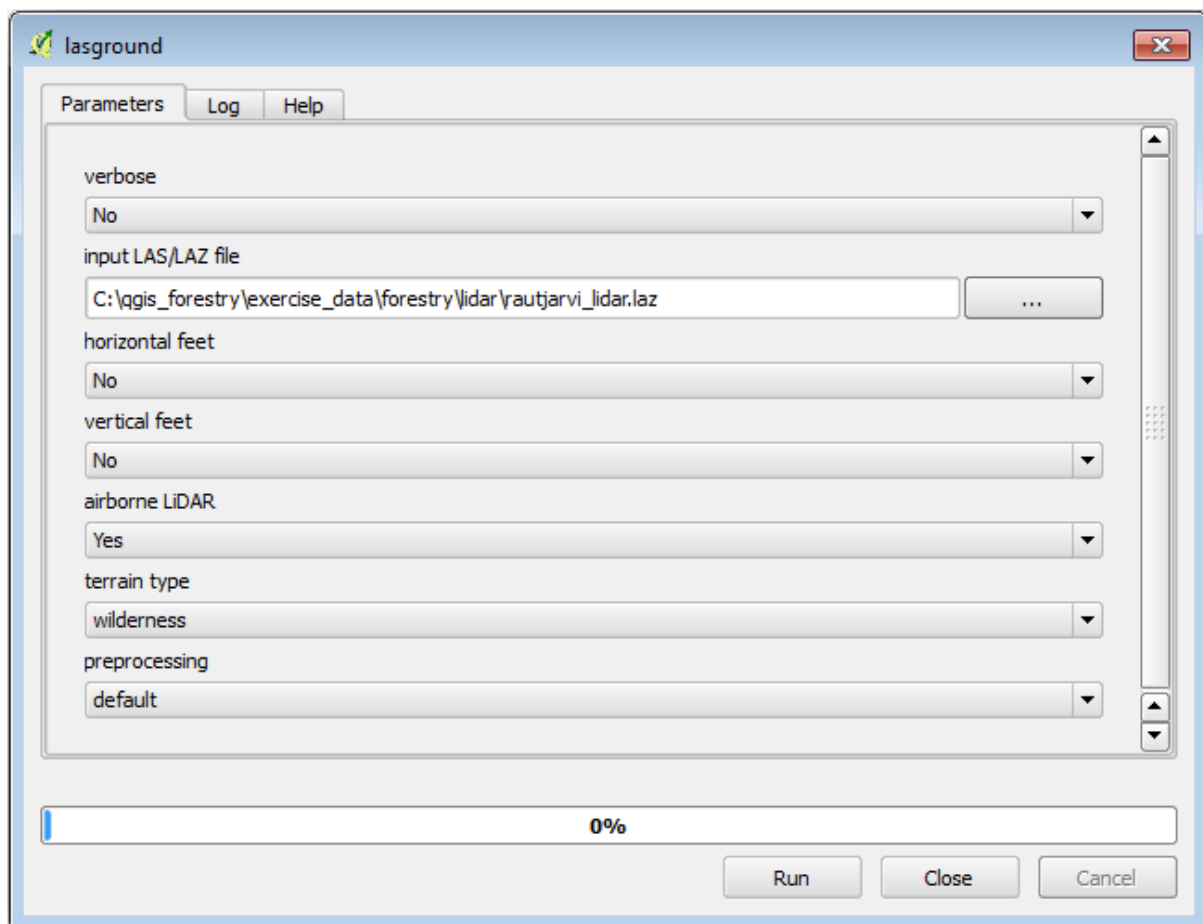 lasground
Parameters Log Help
verbose
No
input LAS/LAZ file
C:\qgis_forestry\exercise_data\forestry\lidar\rautjarvi_lidar.laz ...
horizontal feet
No
vertical feet
No
airborne LiDAR
Yes
terrain type
wilderness
preprocessing
default
0%
Run Close Cancel